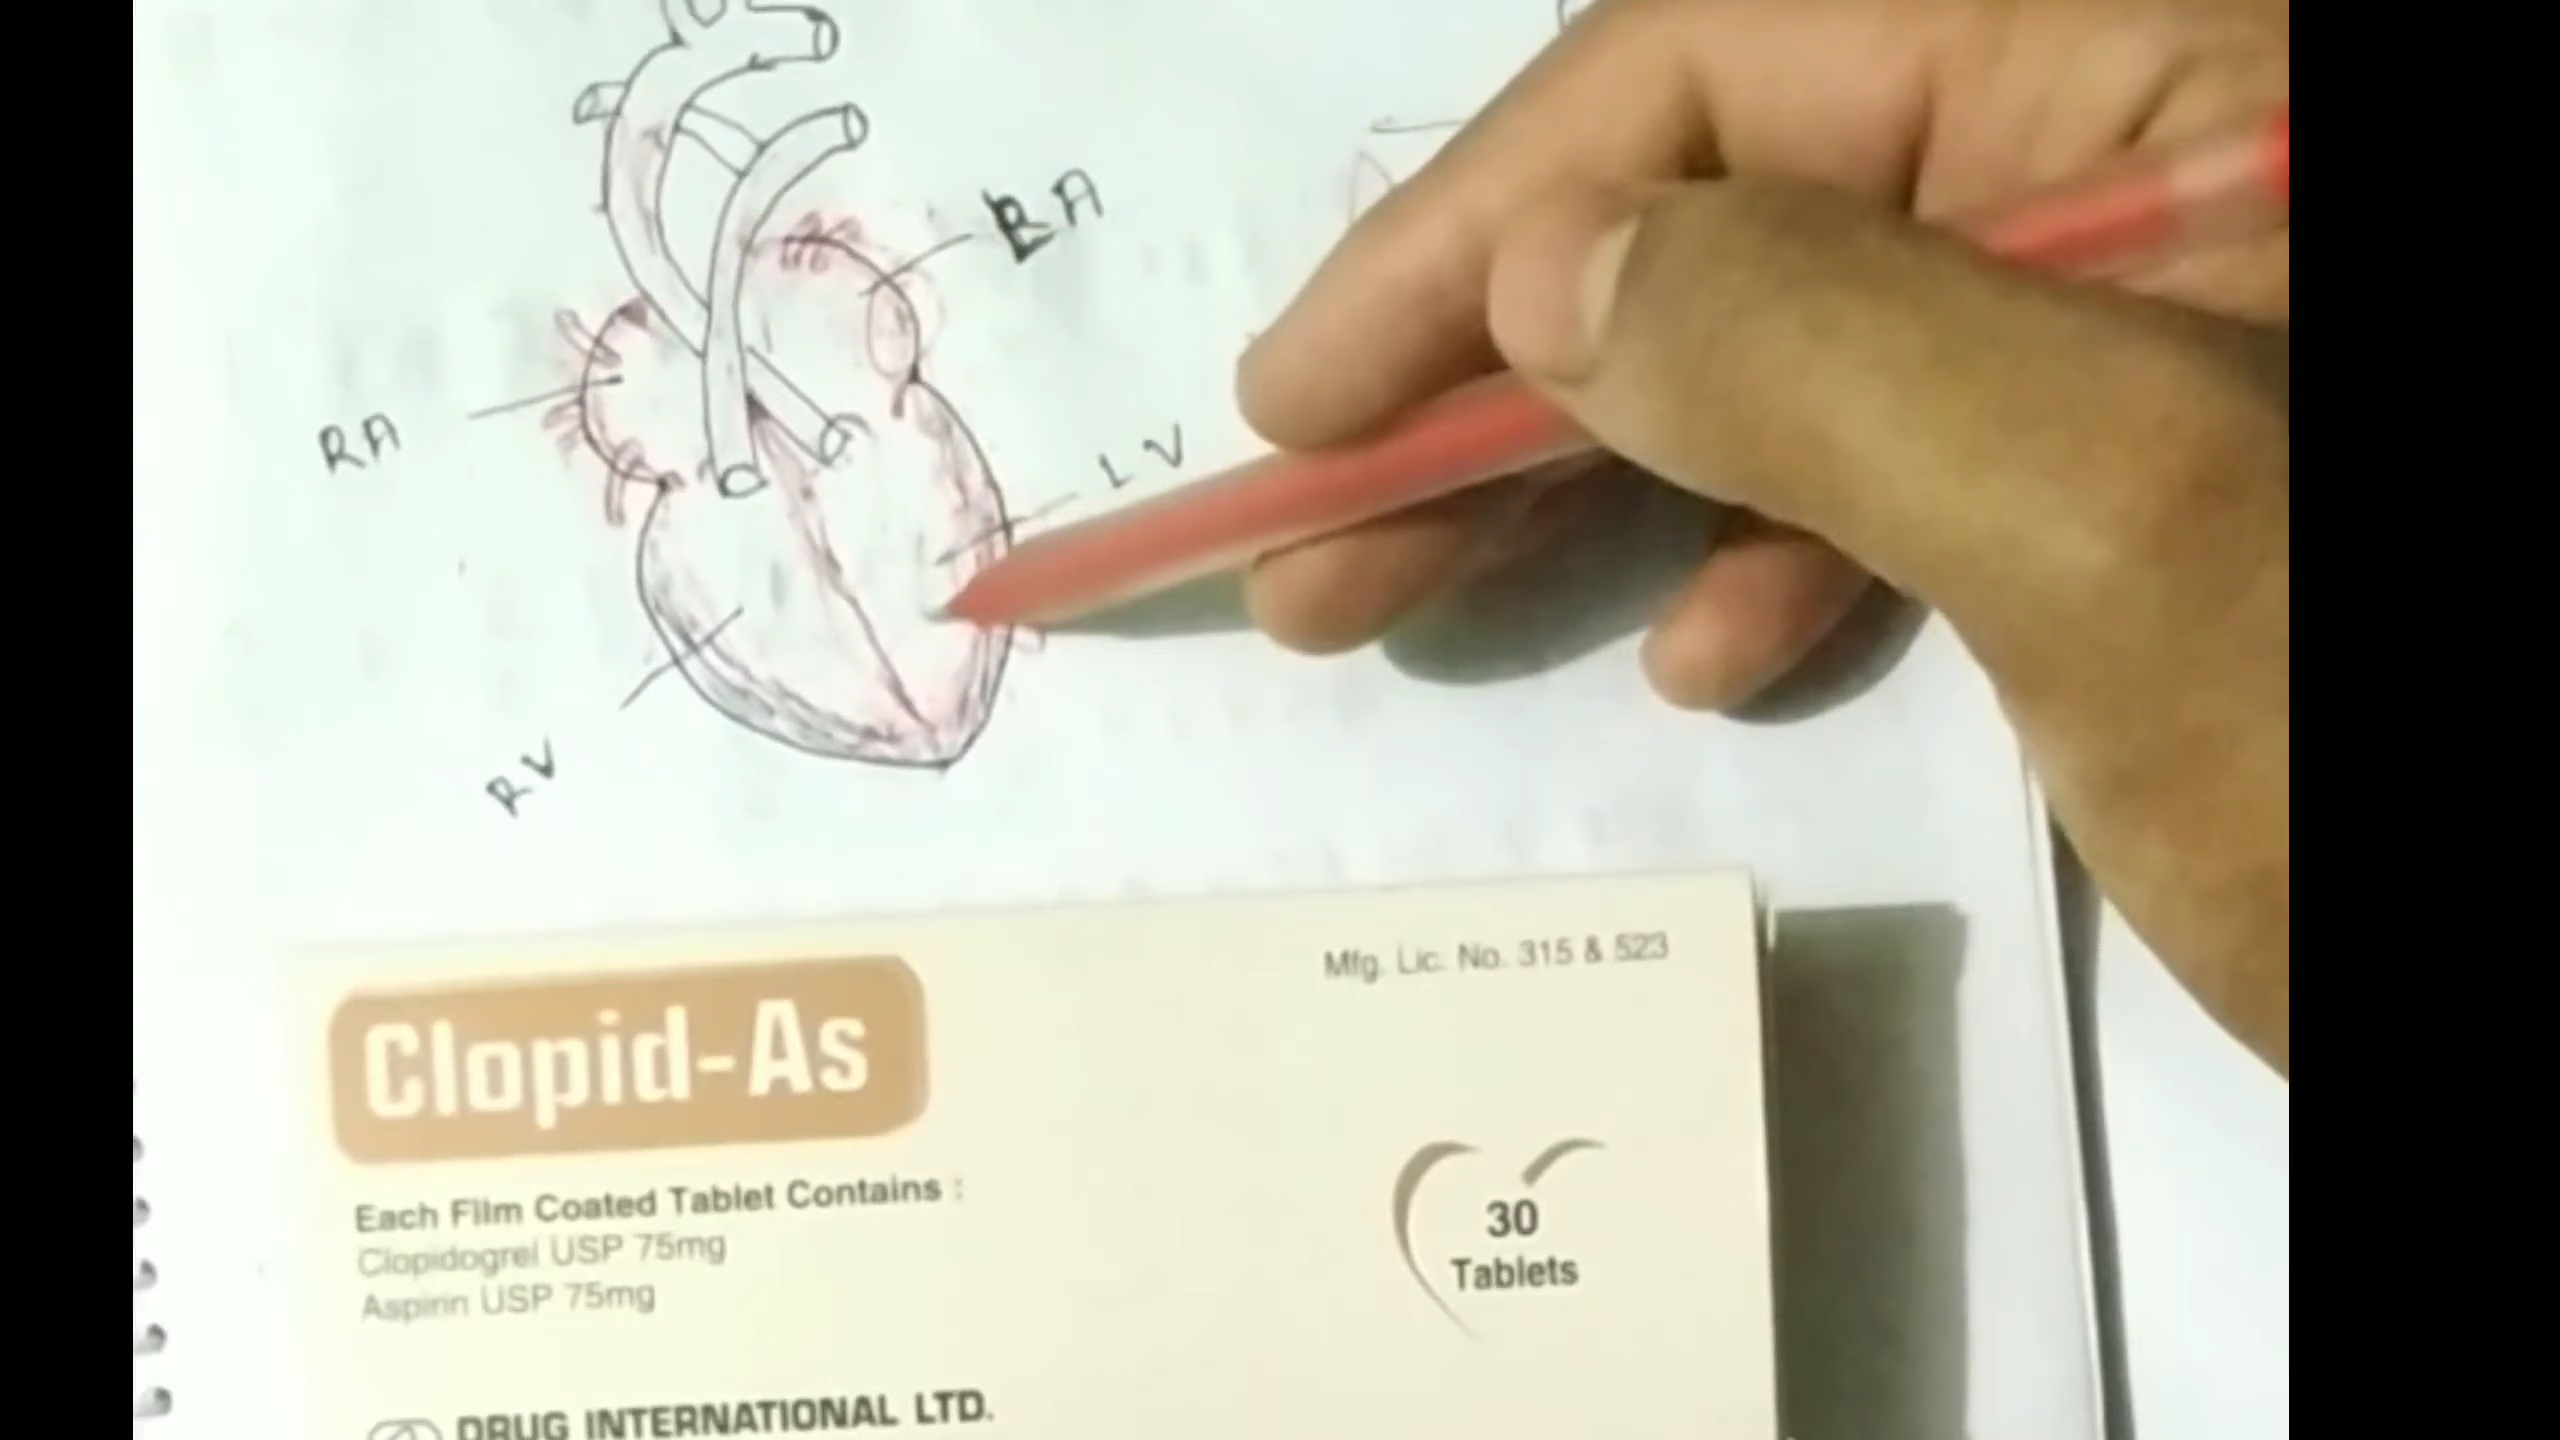 LA
RA
LV
RV
Mfg. Lic. No. 315 & 523
Clopid-As
Each Film Coated Tablet Contains :
Clopidogrel USP 75mg
Aspirin USP 75mg
30
Tablets
DRUG INTERNATIONAL LTD.